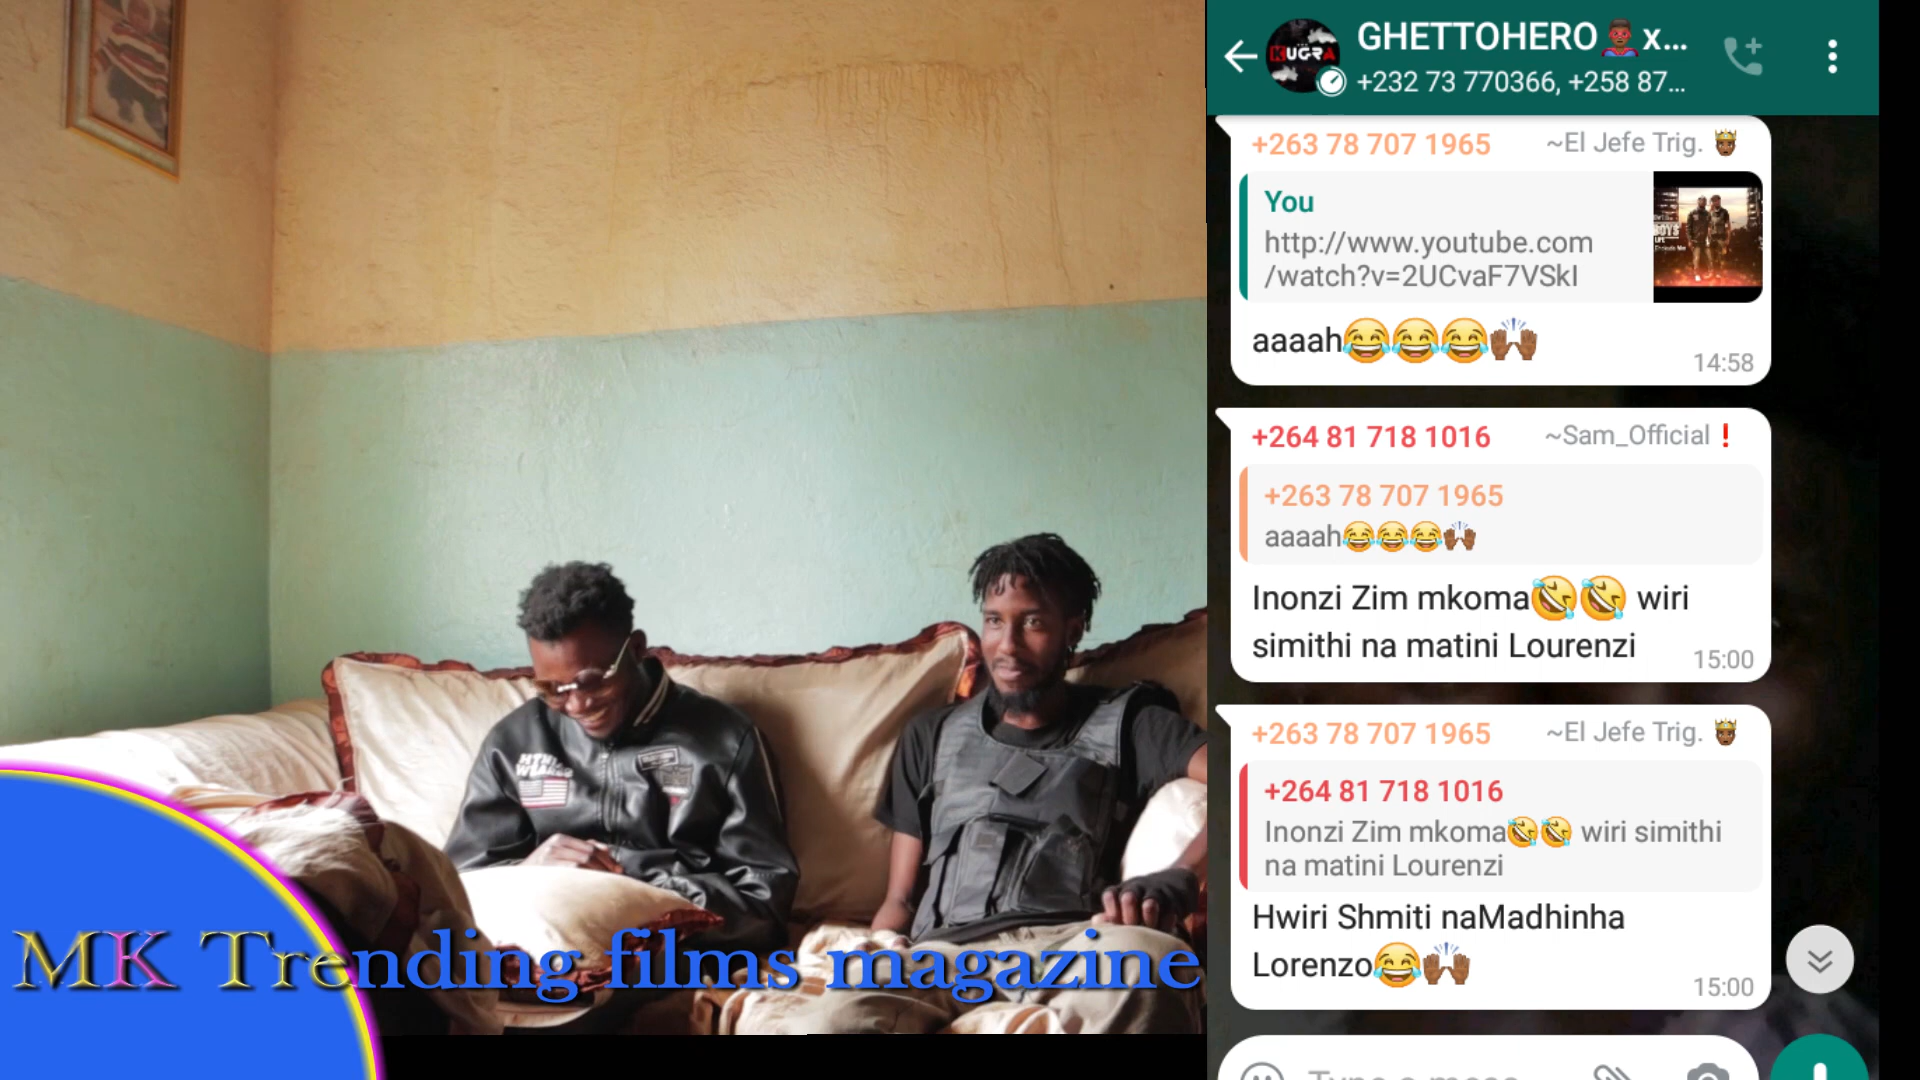 MK Trending films magazine
KUGRA
GHETTOHERO🦸🏾‍♂️x...
+232 73 770366, +258 87...
+263 78 707 1965 ~El Jefe Trig. 🤴🏾
You
http://www.youtube.com
/watch?v=2UCvaF7VSkI
BOYS
LIFE
aaaah😂😂😂🙌🏾
14:58
+264 81 718 1016 ~Sam_Official❗
+263 78 707 1965
aaaah😂😂😂🙌🏾
Inonzi Zim mkoma🤣🤣 wiri
simithi na matini Lourenzi
15:00
+263 78 707 1965 ~El Jefe Trig. 🤴🏾
+264 81 718 1016
Inonzi Zim mkoma🤣🤣 wiri simithi
na matini Lourenzi
Hwiri Shmiti naMadhinha
Lorenzo😂🙌🏾
15:00